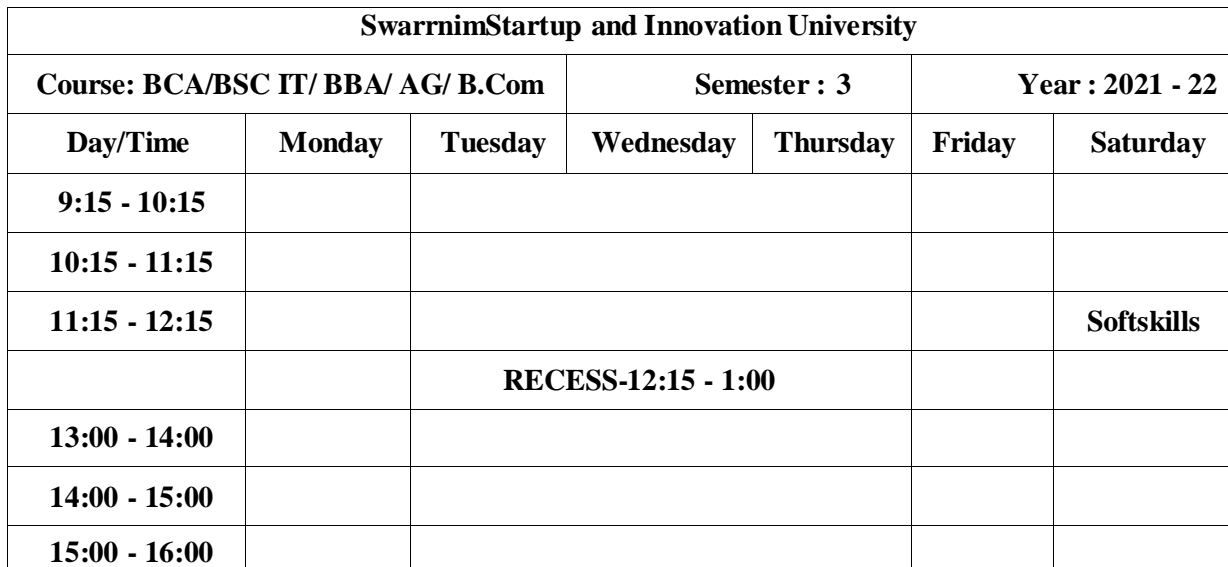 SwarrnimStartup and Innovation University
Course: BCA/BSC IT/ BBA/ AG/ B.Com Semester : 3 Year : 2021 - 22
Day/Time Monday Tuesday Wednesday Thursday Friday Saturday
9:15 - 10:15
10:15 - 11:15
11:15 - 12:15 Softskills
RECESS-12:15 - 1:00
13:00 - 14:00
14:00 - 15:00
15:00 - 16:00